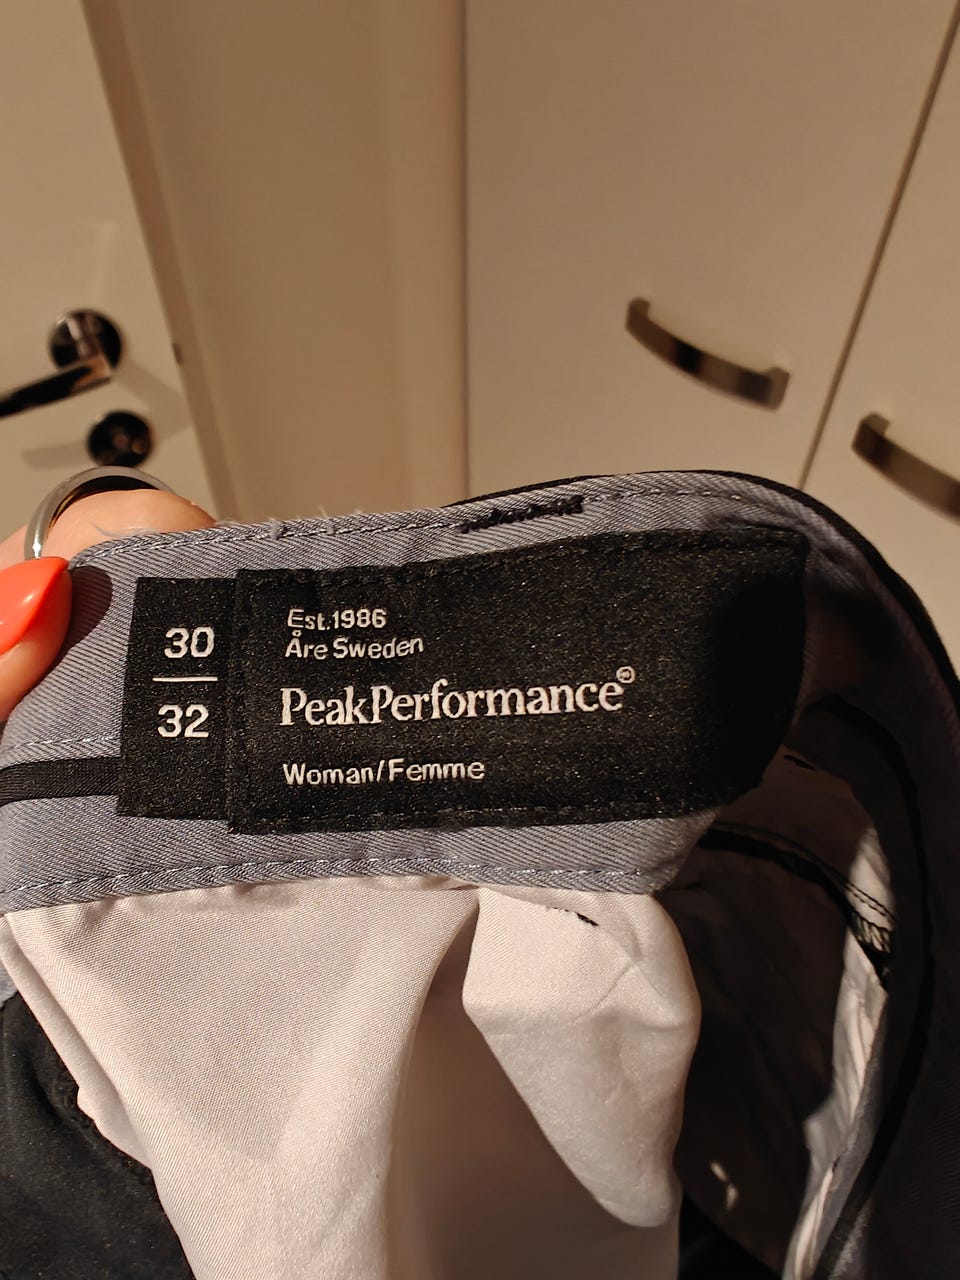 30
32
Est.1986
Åre Sweden
PeakPerformance®
Woman/Femme